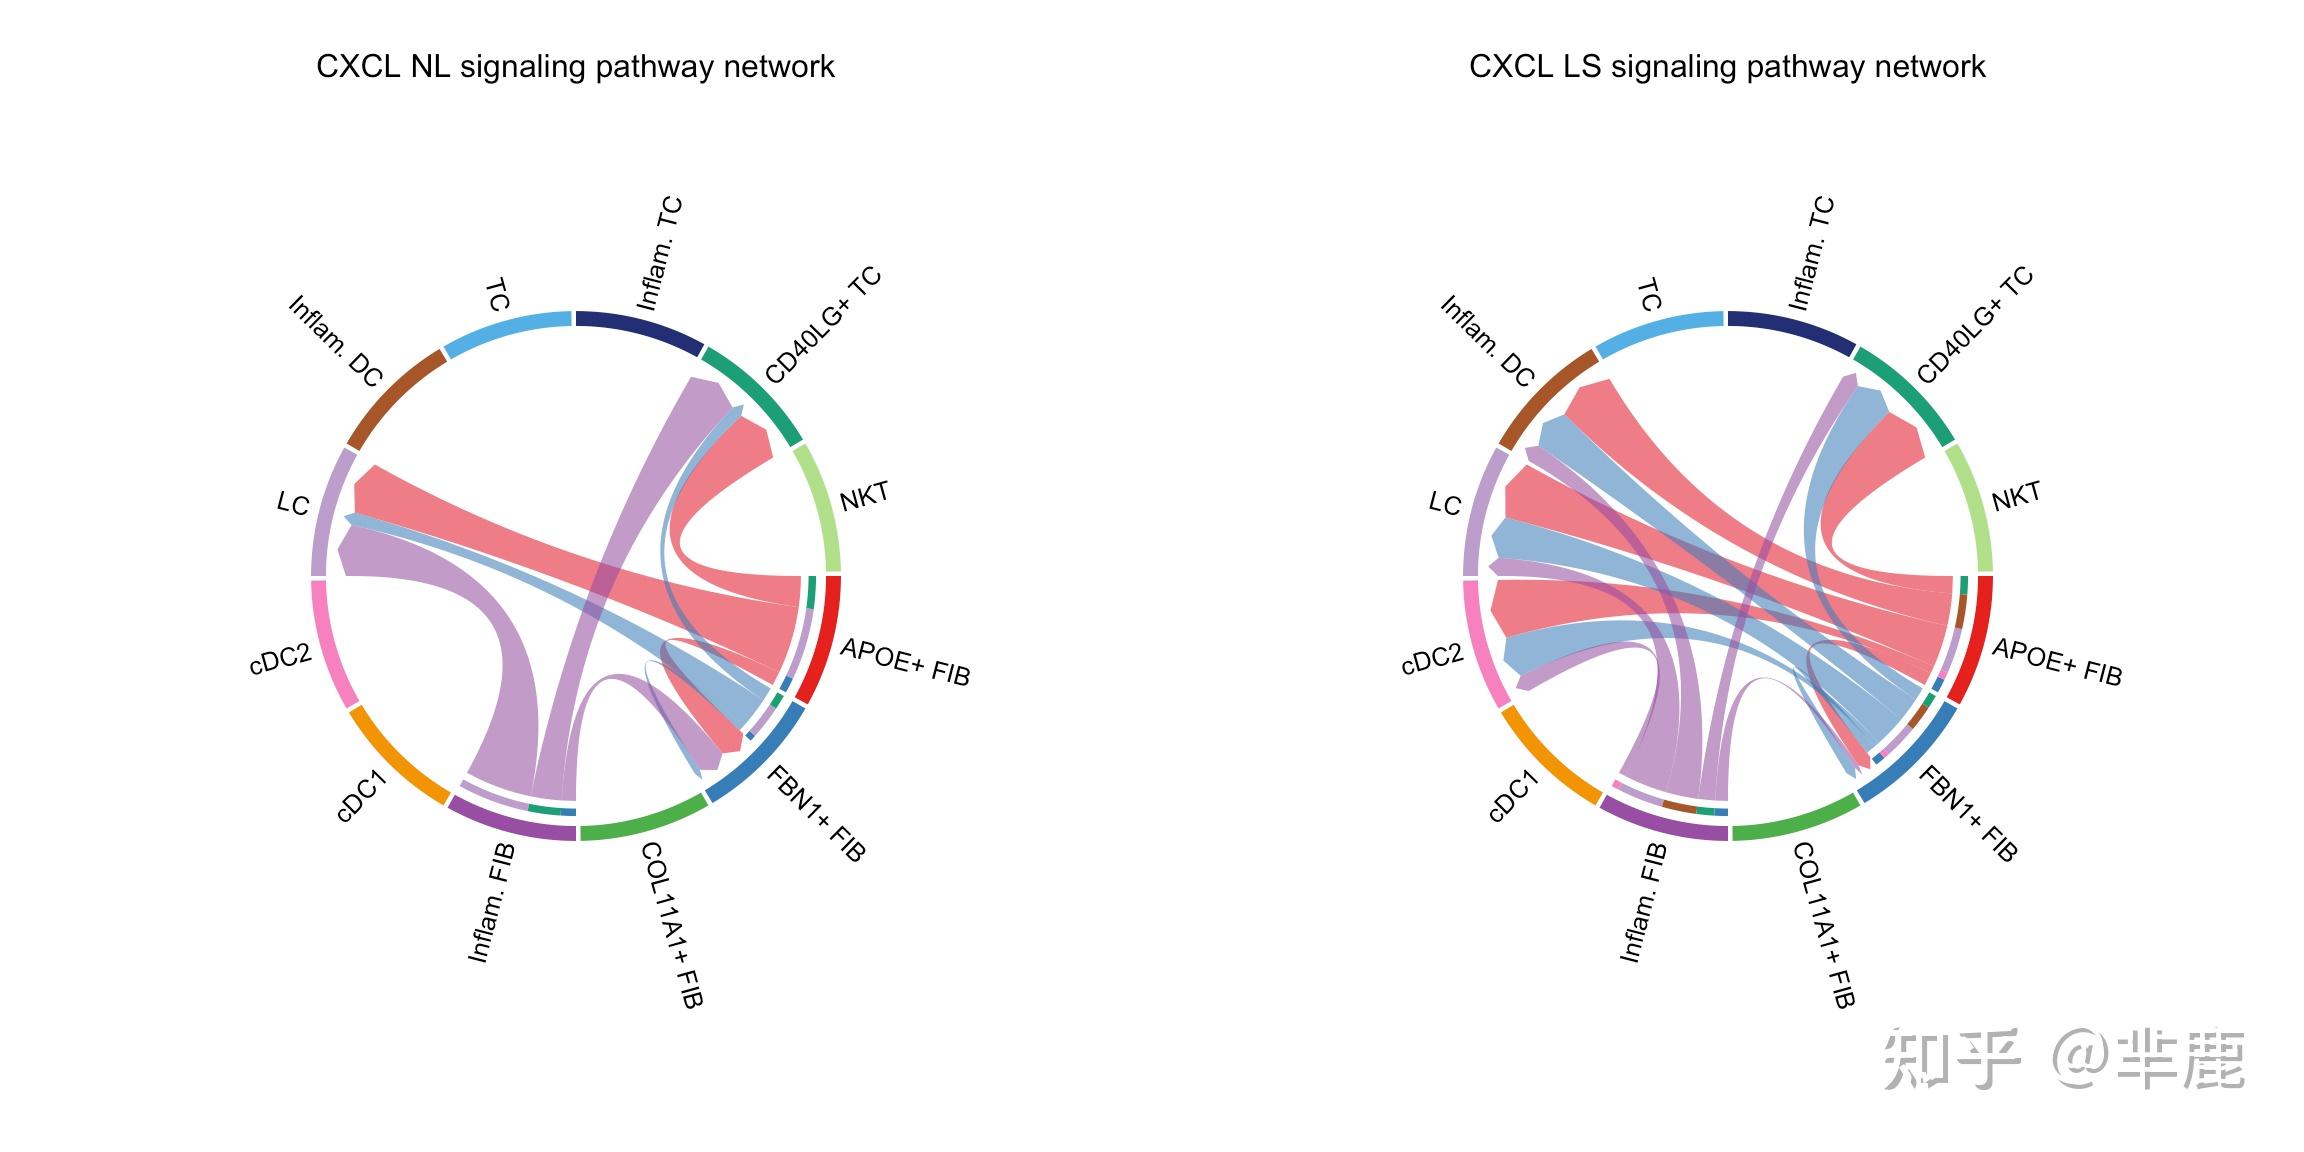 CXCL NL signaling pathway network
Inflam. TC
CD40LG+ TC
NKT
APOE+ FIB
FBN1+ FIB
COL11A1+ FIB
Inflam. FIB
cDC1
cDC2
LC
Inflam. DC
TC
CXCL LS signaling pathway network
Inflam. TC
CD40LG+ TC
NKT
APOE+ FIB
FBN1+ FIB
COL11A1+ FIB
Inflam. FIB
cDC1
cDC2
LC
Inflam. DC
TC
知乎 @芈鹿